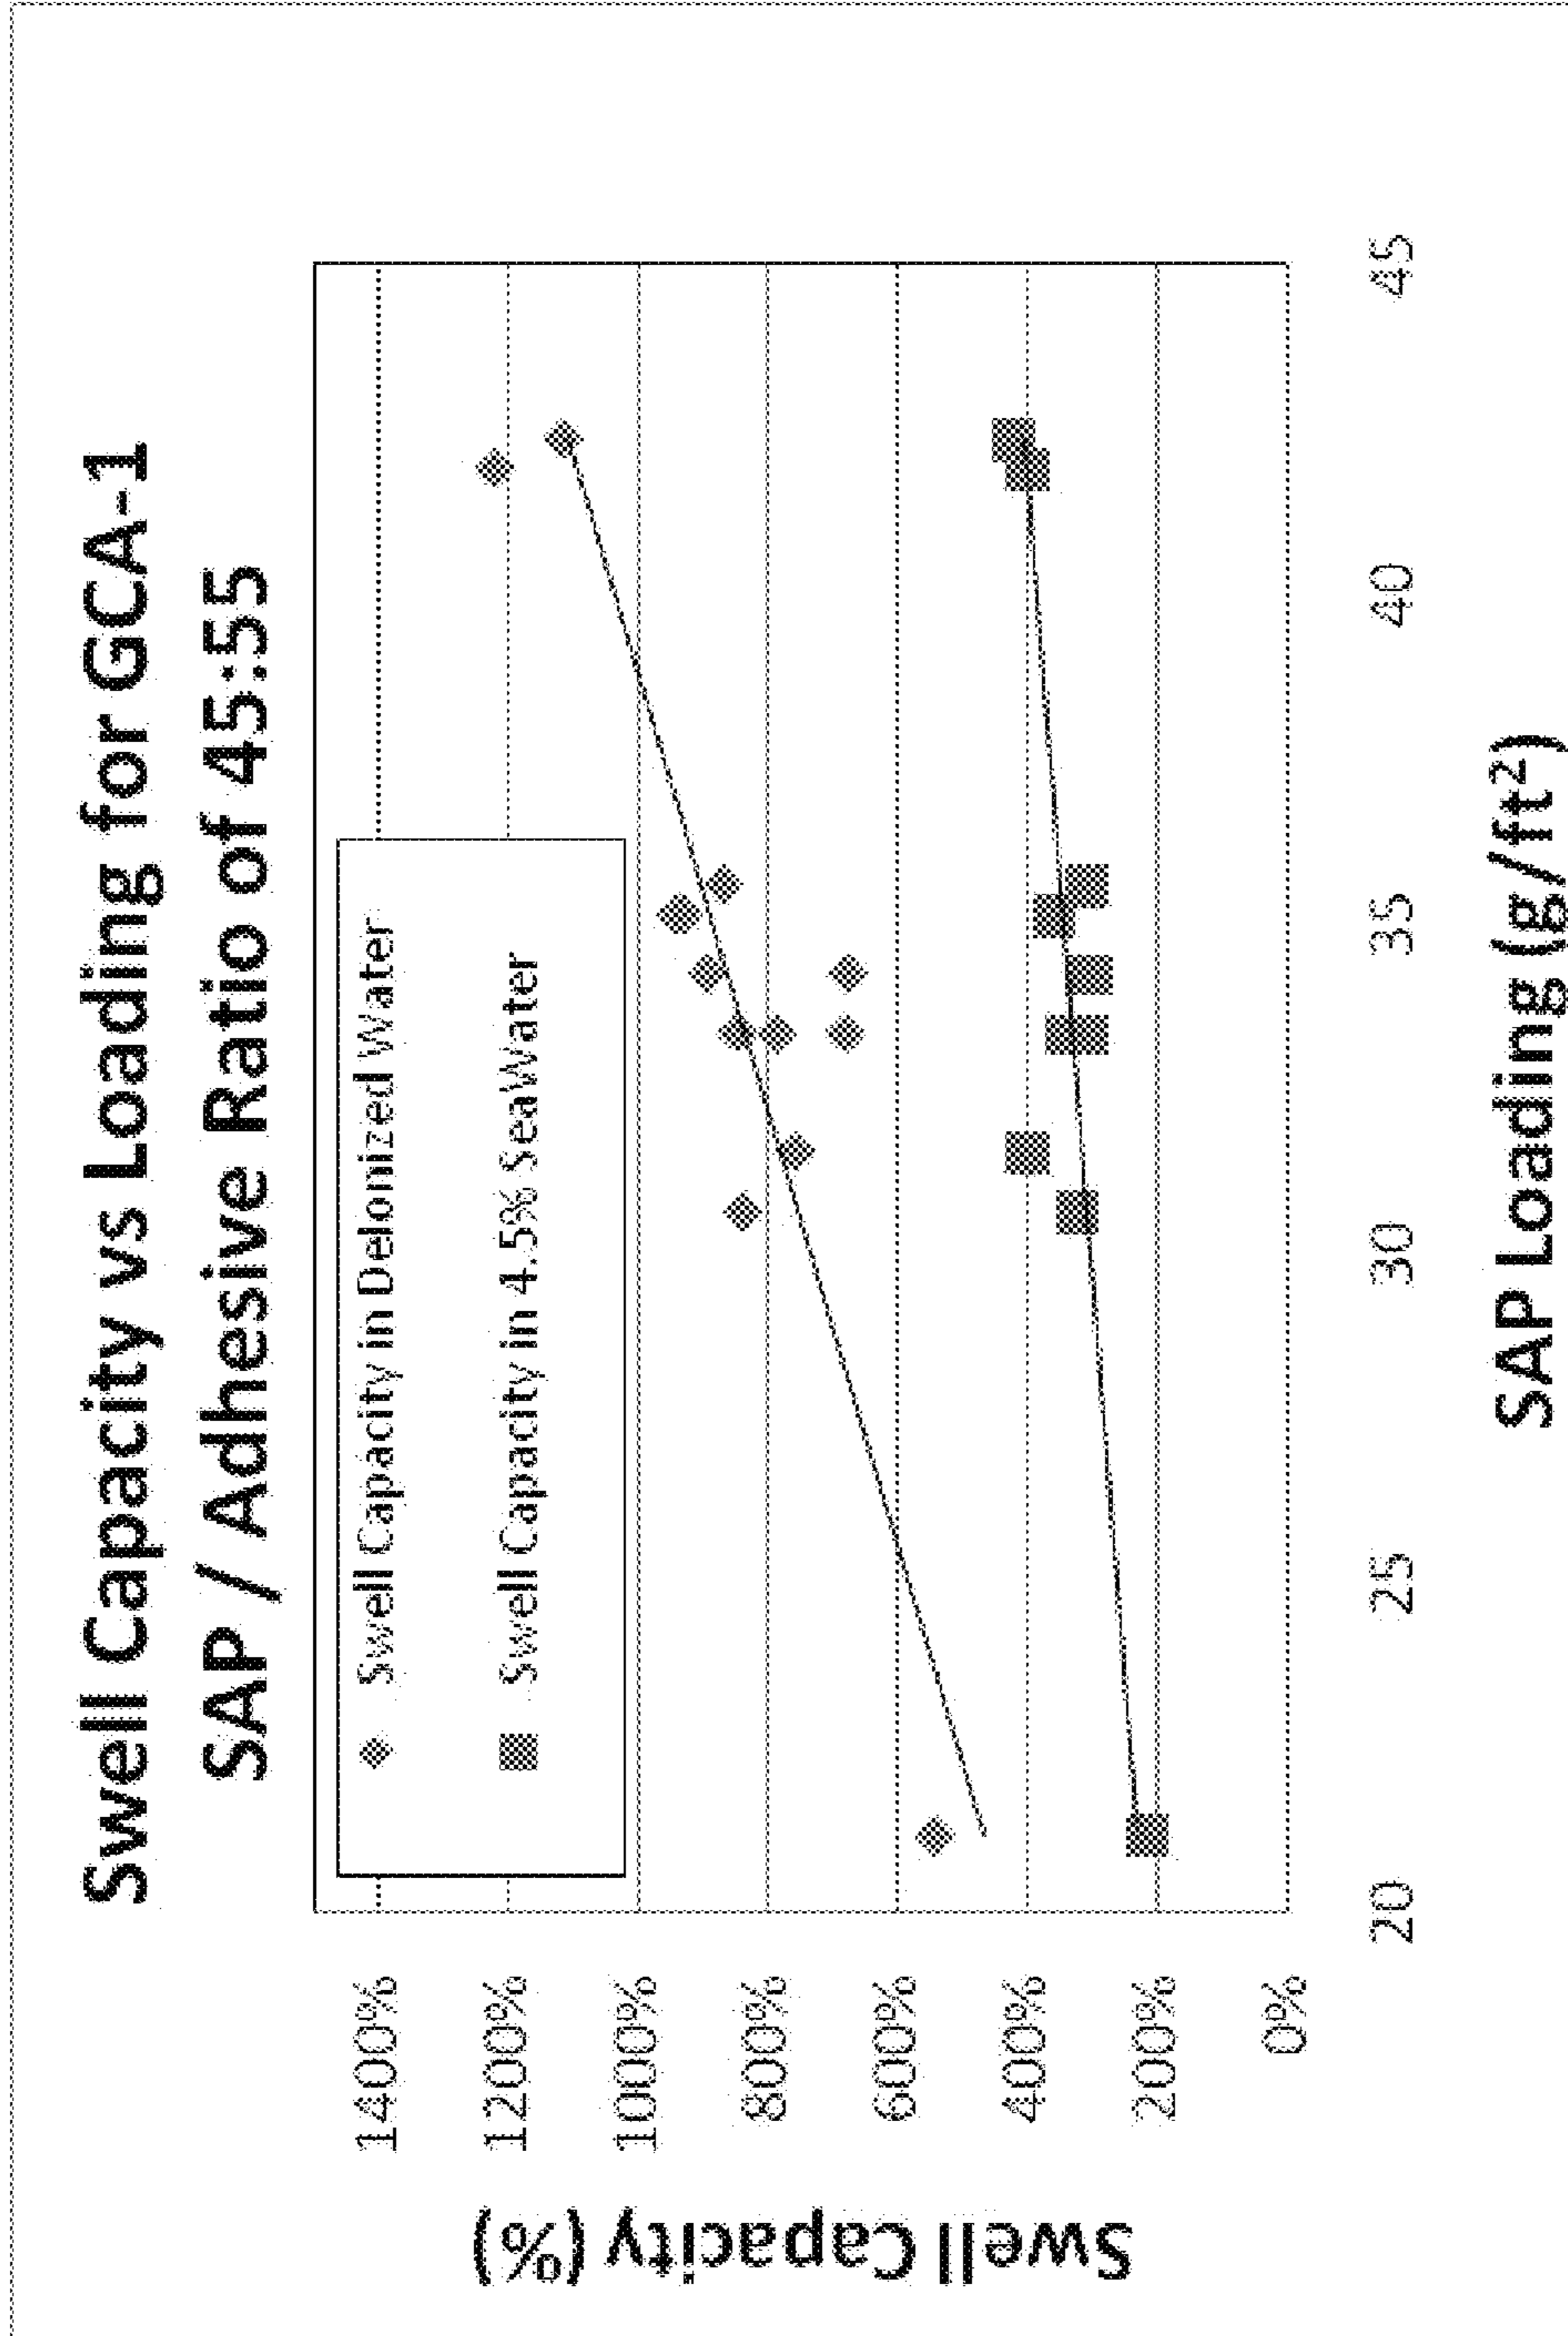 Swell Capacity vs Loading for GCA-1
SAP / Adhesive Ratio of 45:55
Swell Capacity (%)
1400%
1200%
1000%
800%
600%
400%
200%
0%
Swell Capacity in Delonized Water
Swell Capacity in 4.5% SeaWater
20
25
30
35
40
45
SAP Loading (g/ft²)